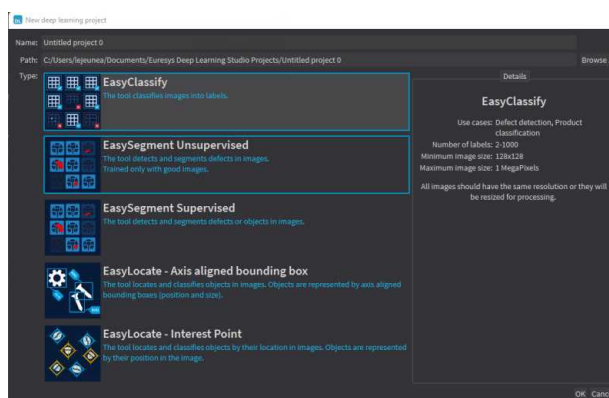 New deep learning project
Name: Untitled project 0
Path: C:/Users/lejeunea/Documents/Euresys Deep Learning Studio Projects/Untitled project 0 Browse
Type:
EasyClassify
The tool classifies images into labels.
EasySegment Unsupervised
The tool detects and segments defects in images.
Trained only with good images.
EasySegment Supervised
The tool detects and segments defects or objects in images.
EasyLocate - Axis aligned bounding box
The tool locates and classifies objects in images. Objects are represented by axis aligned
bounding boxes (position and size).
EasyLocate - Interest Point
The tool locates and classifies objects by their location in images. Objects are represented
by their position in the image.
Details
EasyClassify
Use cases: Defect detection, Product
classification
Number of labels: 2-1000
Minimum image size: 128x128
Maximum image size: 1 MegaPixels
All images should have the same resolution or they will
be resized for processing.
OK Canc